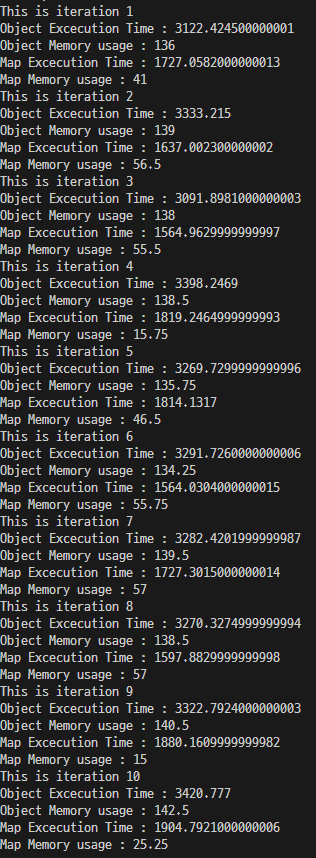 This is iteration 1
Object Excecution Time : 3122.424500000001
Object Memory usage : 136
Map Excecution Time : 1727.0582000000013
Map Memory usage : 41
This is iteration 2
Object Excecution Time : 3333.215
Object Memory usage : 139
Map Excecution Time : 1637.002300000002
Map Memory usage : 56.5
This is iteration 3
Object Excecution Time : 3091.8981000000003
Object Memory usage : 138
Map Excecution Time : 1564.9629999999997
Map Memory usage : 55.5
This is iteration 4
Object Excecution Time : 3398.2469
Object Memory usage : 138.5
Map Excecution Time : 1819.2464999999993
Map Memory usage : 15.75
This is iteration 5
Object Excecution Time : 3269.7299999999996
Object Memory usage : 135.75
Map Excecution Time : 1814.1317
Map Memory usage : 46.5
This is iteration 6
Object Excecution Time : 3291.7260000000006
Object Memory usage : 134.25
Map Excecution Time : 1564.0304000000015
Map Memory usage : 55.75
This is iteration 7
Object Excecution Time : 3282.4201999999987
Object Memory usage : 139.5
Map Excecution Time : 1727.3015000000014
Map Memory usage : 57
This is iteration 8
Object Excecution Time : 3270.3274999999994
Object Memory usage : 138.5
Map Excecution Time : 1597.8829999999998
Map Memory usage : 57
This is iteration 9
Object Excecution Time : 3322.7924000000003
Object Memory usage : 140.5
Map Excecution Time : 1880.1609999999982
Map Memory usage : 15
This is iteration 10
Object Excecution Time : 3420.777
Object Memory usage : 142.5
Map Excecution Time : 1904.7921000000006
Map Memory usage : 25.25